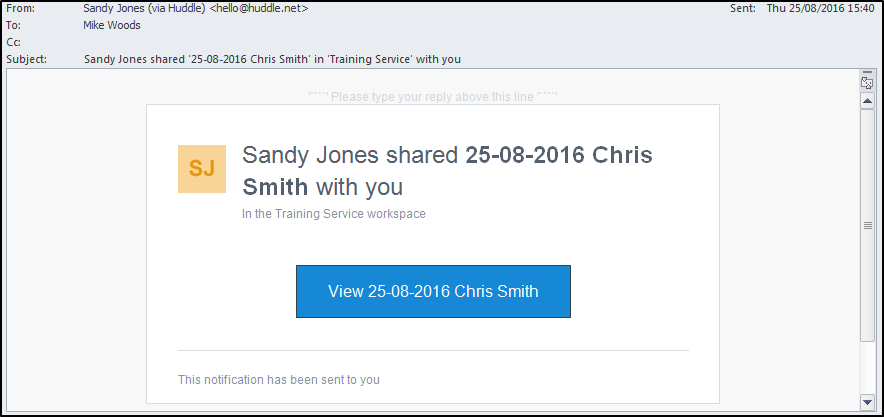 From: Sandy Jones (via Huddle) <hello@huddle.net> Sent: Thu 25/08/2016 15:40
To: Mike Woods
Cc:
Subject: Sandy Jones shared '25-08-2016 Chris Smith' in 'Training Service' with you
"```' Please type your reply above this line "```'
SJ
Sandy Jones shared 25-08-2016 Chris
Smith with you
In the Training Service workspace
View 25-08-2016 Chris Smith
This notification has been sent to you